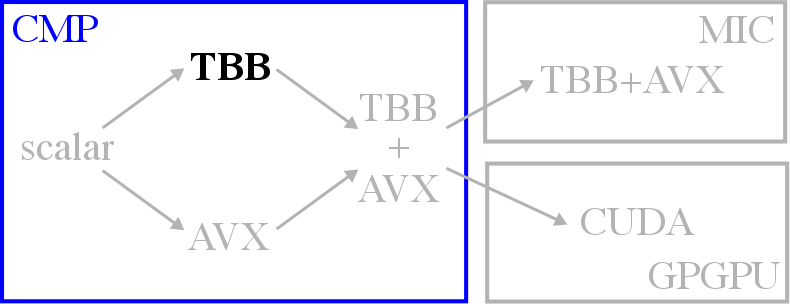 CMP
TBB
scalar
AVX
TBB
+
AVX
MIC
TBB+AVX
CUDA
GPGPU